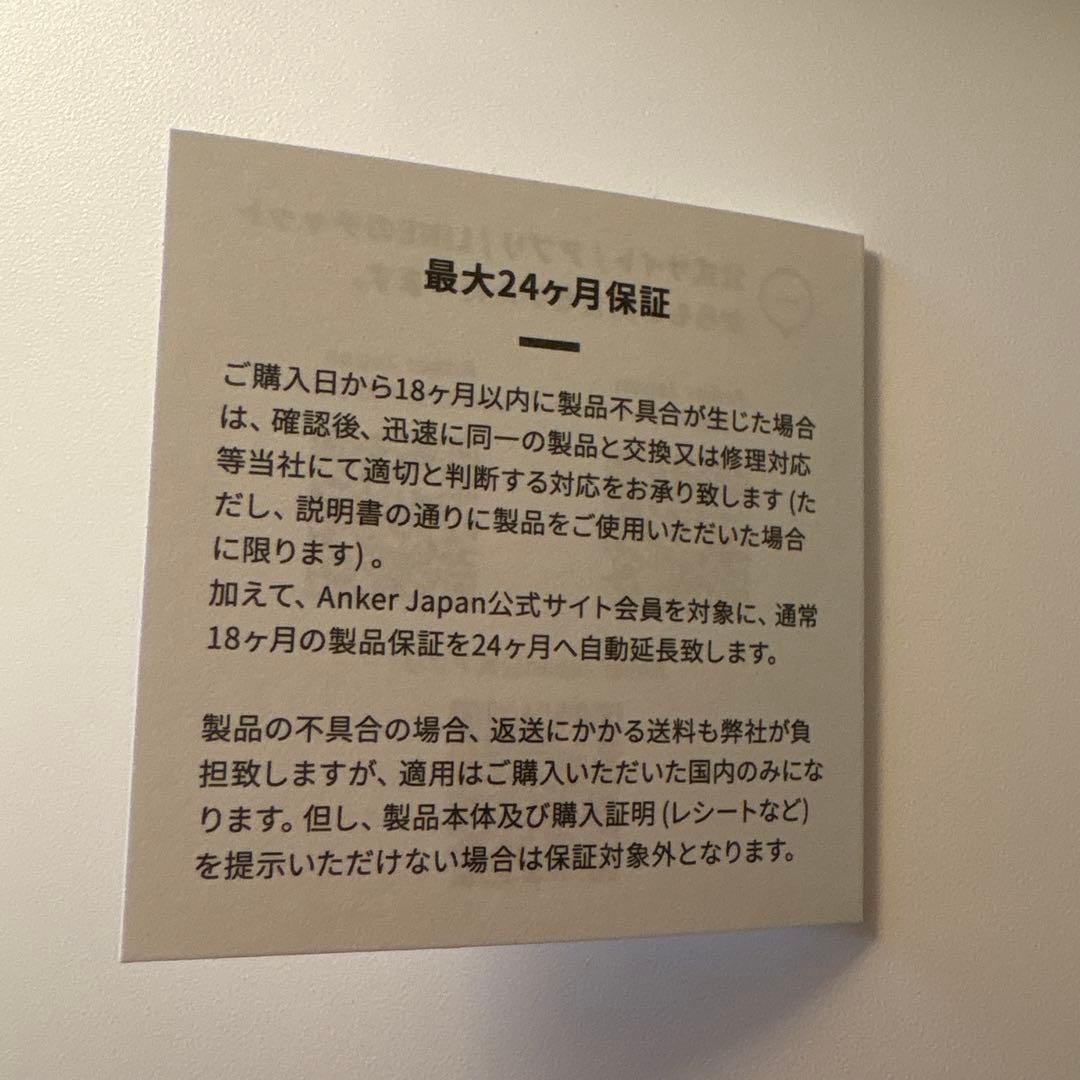 最大24ヶ月保証
ご購入日から18ヶ月以内に製品不具合が生じた場合
は、確認後、迅速に同一の製品と交換又は修理対応
等当社にて適切と判断する対応をお承り致します (た
だし、説明書の通りに製品をご使用いただいた場合
に限ります) 。
加えて、Anker Japan公式サイト会員を対象に、通常
18ヶ月の製品保証を24ヶ月へ自動延長致します。
製品の不具合の場合、返送にかかる送料も弊社が負
担致しますが、適用はご購入いただいた国内のみにな
ります。但し、製品本体及び購入証明 (レシートなど)
を提示いただけない場合は保証対象外となります。